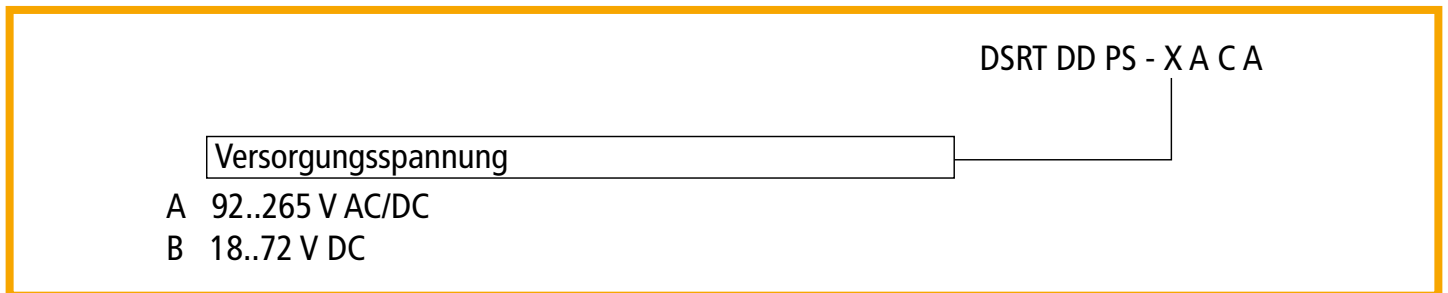 DSRT DD PS - X A C A
Versorgungsspannung
A 92..265 V AC/DC
B 18..72 V DC